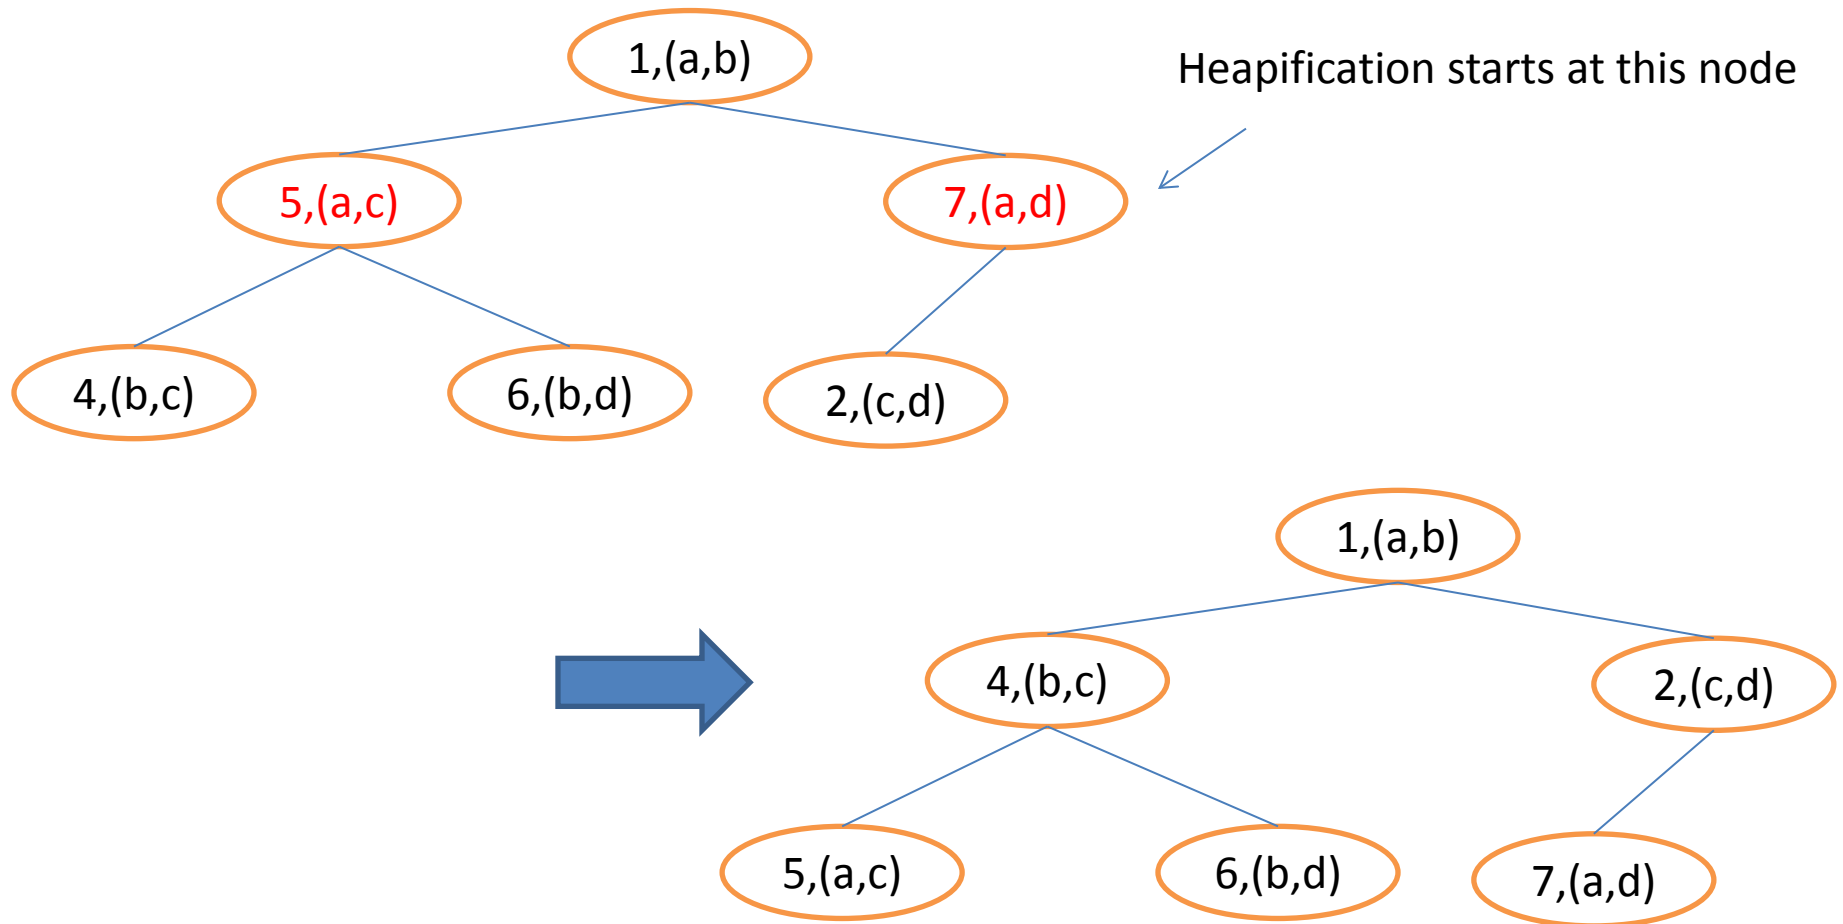 1,(a,b)
Heapification starts at this node
5,(a,c)
7,(a,d)
4,(b,c)
6,(b,d)
2,(c,d)
1,(a,b)
4,(b,c)
2,(c,d)
5,(a,c)
6,(b,d)
7,(a,d)